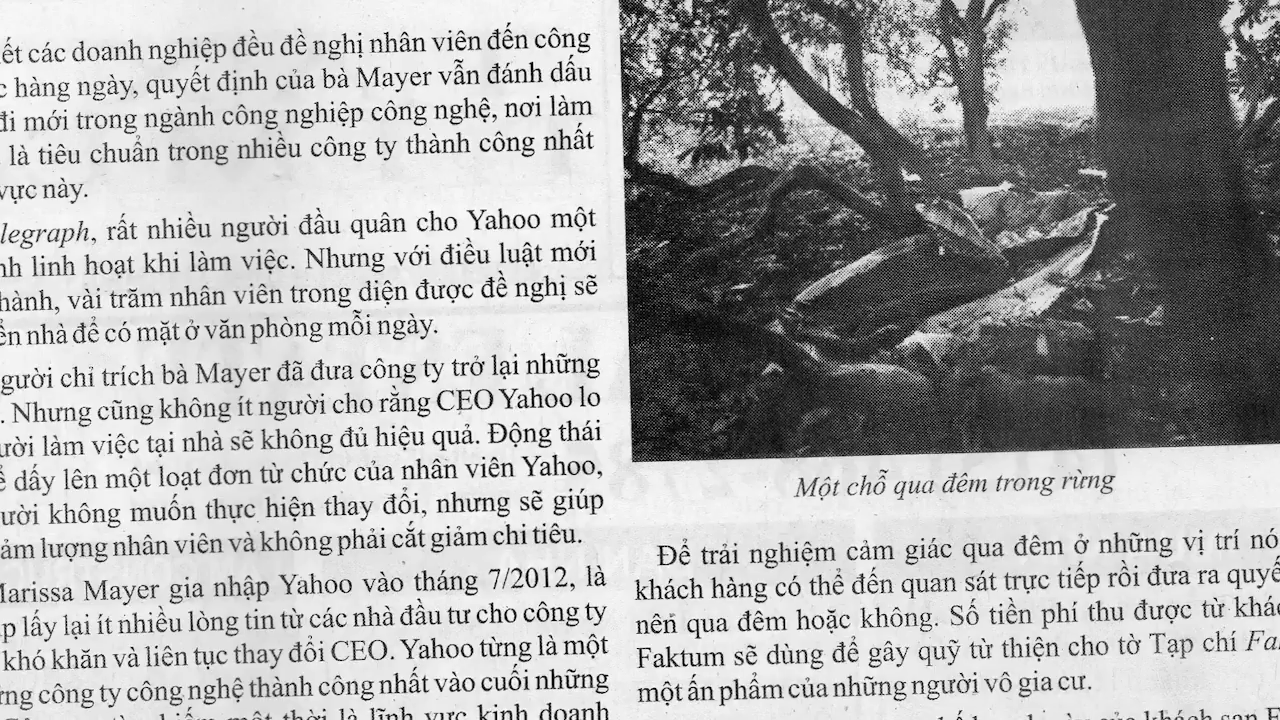 ết các doanh nghiệp đều đề nghị nhân viên đến công
c hàng ngày, quyết định của bà Mayer vẫn đánh dấu
đi mới trong ngành công nghiệp công nghệ, nơi làm
là tiêu chuẩn trong nhiều công ty thành công nhất
vực này.
legraph, rất nhiều người đầu quân cho Yahoo một
nh linh hoạt khi làm việc. Nhưng với điều luật mới
hành, vài trăm nhân viên trong diện được đề nghị sẽ
ển nhà để có mặt ở văn phòng mỗi ngày.
gười chỉ trích bà Mayer đã đưa công ty trở lại những
. Nhưng cũng không ít người cho rằng CEO Yahoo lo
ười làm việc tại nhà sẽ không đủ hiệu quả. Động thái
ể dấy lên một loạt đơn từ chức của nhân viên Yahoo,
ười không muốn thực hiện thay đổi, nhưng sẽ giúp
ảm lượng nhân viên và không phải cắt giảm chi tiêu.
Marissa Mayer gia nhập Yahoo vào tháng 7/2012, là
p lấy lại ít nhiều lòng tin từ các nhà đầu tư cho công ty
khó khăn và liên tục thay đổi CEO. Yahoo từng là một
ng công ty công nghệ thành công nhất vào cuối những
một thời là lĩnh vực kinh doanh
Một chỗ qua đêm trong rừng
Để trải nghiệm cảm giác qua đêm ở những vị trí nó
khách hàng có thể đến quan sát trực tiếp rồi đưa ra quyế
nên qua đêm hoặc không. Số tiền phí thu được từ khác
Faktum sẽ dùng để gây quỹ từ thiện cho tờ Tạp chí Fa
một ấn phẩm của những người vô gia cư.
của khách sạn F